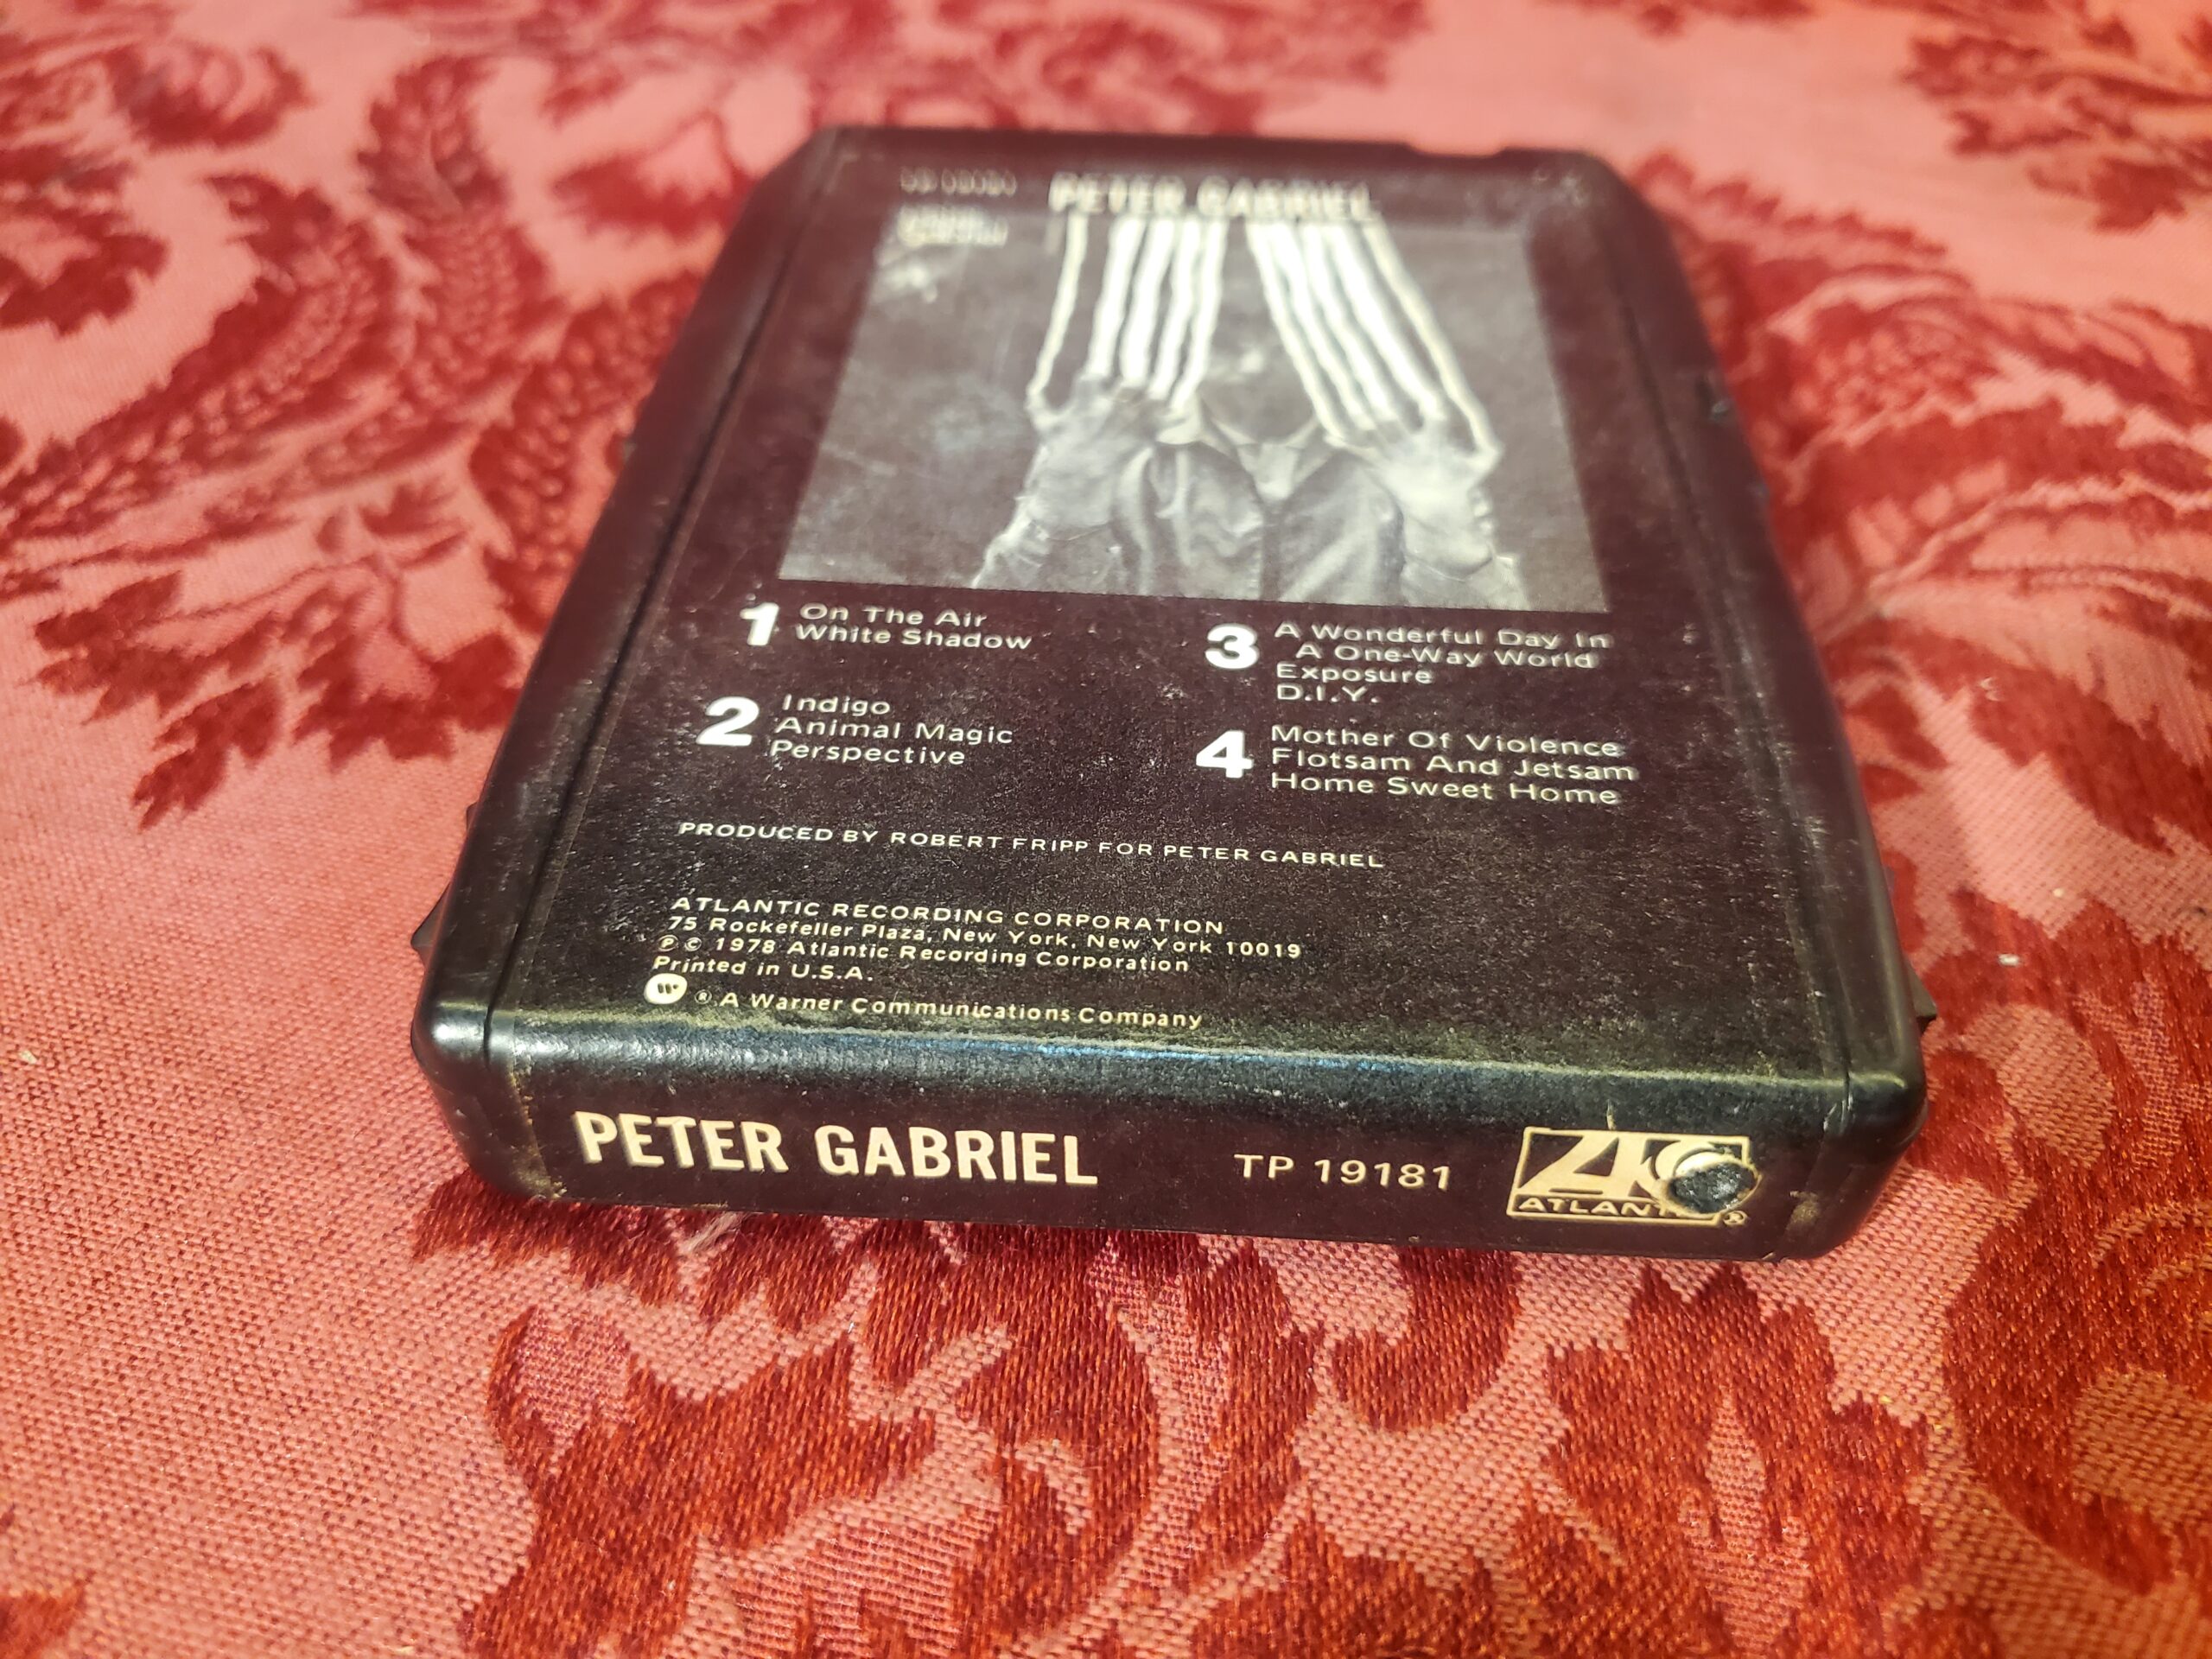 PETER GABRIEL
1 On The Air
White Shadow
2 Indigo
Animal Magic
Perspective
3 A Wonderful Day In
A One-Way World
Exposure
D.I.Y.
4 Mother Of Violence
Flotsam And Jetsam
Home Sweet Home
PRODUCED BY ROBERT FRIPP FOR PETER GABRIEL
ATLANTIC RECORDING CORPORATION
75 Rockefeller Plaza, New York, New York 10019
℗ © 1978 Atlantic Recording Corporation
Printed in U.S.A.
® A Warner Communications Company
PETER GABRIEL TP 19181